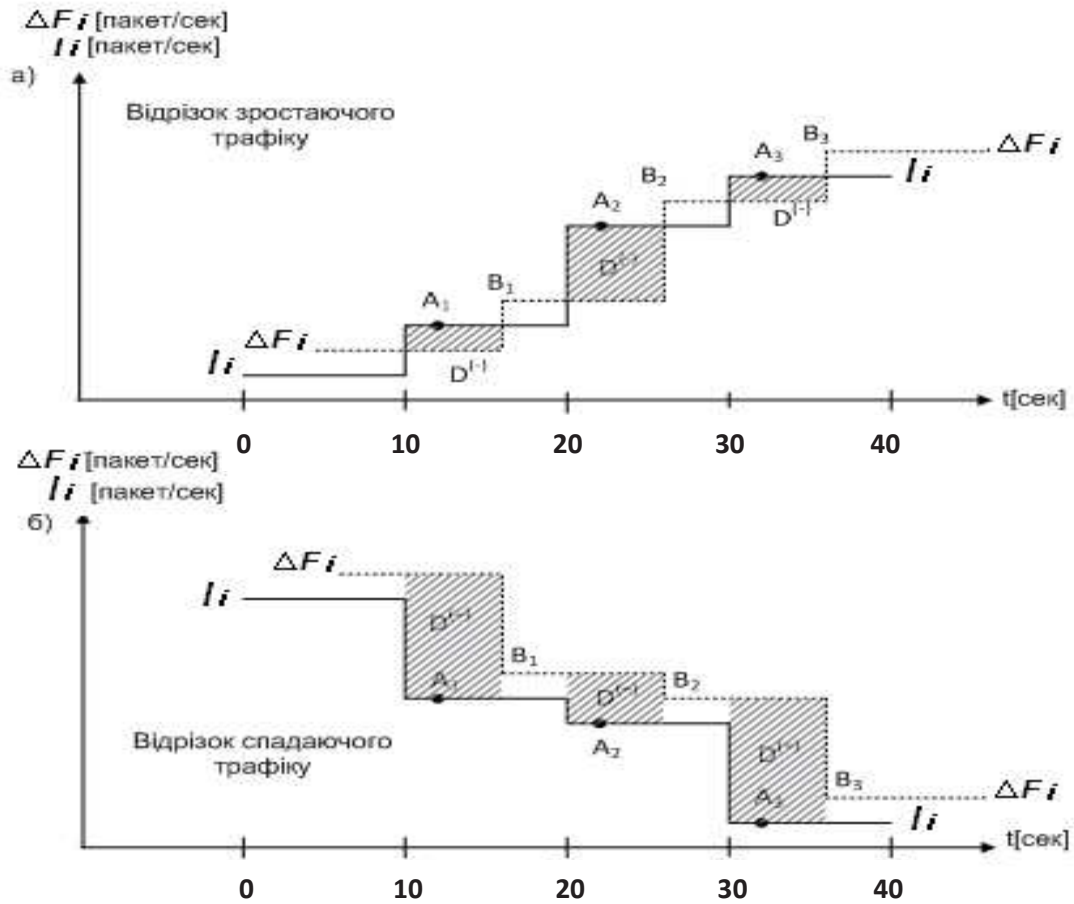 ΔFi [пакет/сек]
Ii [пакет/сек]
а)
Відрізок зростаючого
трафіку
A₁
B₁
A₂
B₂
A₃
B₃
ΔFi
Ii
D⁽⁻⁾
D⁽⁻⁾
D⁽⁻⁾
ΔFi
Ii
t[сек]
0 10 20 30 40
ΔFi [пакет/сек]
Ii [пакет/сек]
б)
ΔFi
Ii
D⁽⁺⁾
A₁
B₁
D⁽⁺⁾
A₂
B₂
D⁽⁺⁾
A₃
B₃
ΔFi
Ii
Відрізок спадаючого
трафіку
t[сек]
0 10 20 30 40